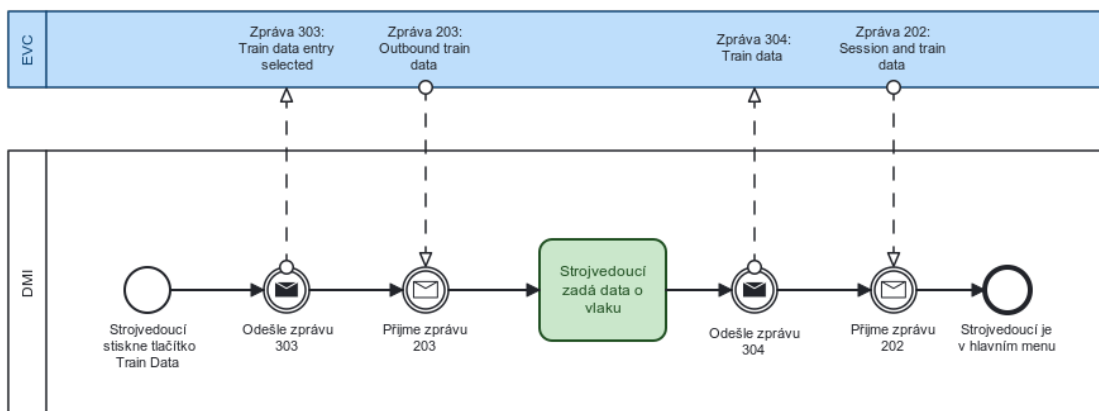 EVC
Zpráva 303:
Train data entry
selected
Zpráva 203:
Outbound train
data
Zpráva 304:
Train data
Zpráva 202:
Session and train
data
DMI
Strojvedoucí
stiskne tlačítko
Train Data
Odešle zprávu
303
Přijme zprávu
203
Strojvedoucí
zadá data o
vlaku
Odešle zprávu
304
Přijme zprávu
202
Strojvedoucí je
v hlavním menu